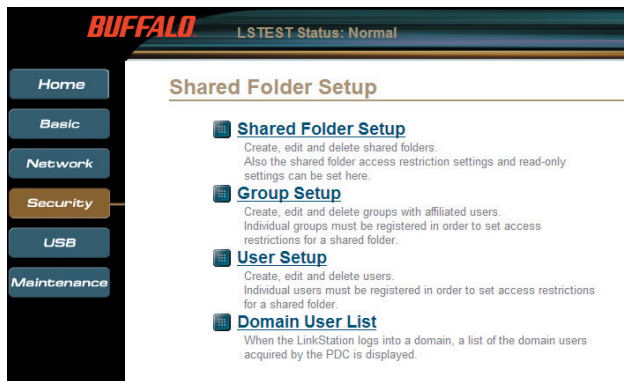 BUFFALO
LSTEST Status: Normal
Home
Basic
Network
Security
USB
Maintenance
Shared Folder Setup
Shared Folder Setup
Create, edit and delete shared folders.
Also the shared folder access restriction settings and read-only
settings can be set here.
Group Setup
Create, edit and delete groups with affiliated users.
Individual groups must be registered in order to set access
restrictions for a shared folder.
User Setup
Create, edit and delete users.
Individual users must be registered in order to set access restrictions
for a shared folder.
Domain User List
When the LinkStation logs into a domain, a list of the domain users
acquired by the PDC is displayed.